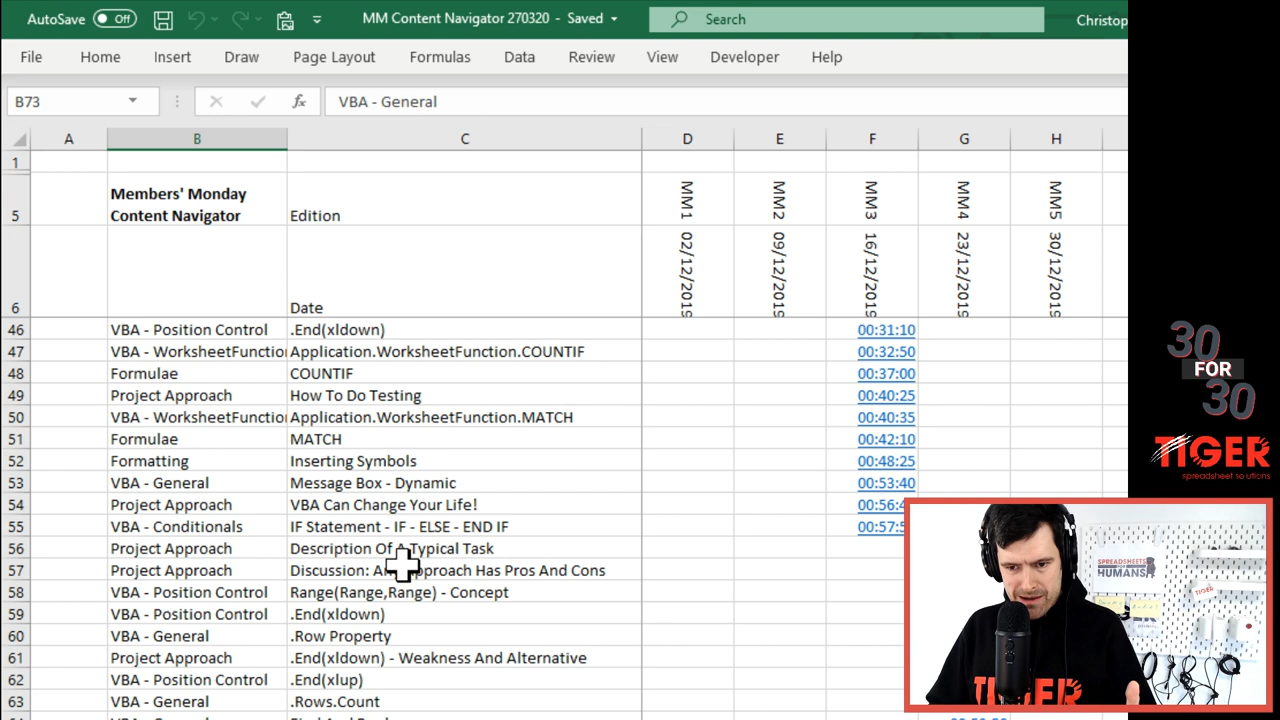 AutoSave Off MM Content Navigator 270320 - Saved Search Christop
File Home Insert Draw Page Layout Formulas Data Review View Developer Help
B73 fx VBA - General
A B C D E F G H
1
5 Members' Monday
Content Navigator Edition MM1 MM2 MM3 MM4 MM5
6 Date 02/12/2019 09/12/2019 16/12/2019 23/12/2019 30/12/2019
46 VBA - Position Control .End(xldown) 00:31:10
47 VBA - WorksheetFunctio Application.WorksheetFunction.COUNTIF 00:32:50
48 Formulae COUNTIF 00:37:00
49 Project Approach How To Do Testing 00:40:25
50 VBA - WorksheetFunctio Application.WorksheetFunction.MATCH 00:40:35
51 Formulae MATCH 00:42:10
52 Formatting Inserting Symbols 00:48:25
53 VBA - General Message Box - Dynamic 00:53:40
54 Project Approach VBA Can Change Your Life! 00:56:4
55 VBA - Conditionals IF Statement - IF - ELSE - END IF 00:57:5
56 Project Approach Description Of A Typical Task
57 Project Approach Discussion: Approach Has Pros And Cons
58 VBA - Position Control Range(Range,Range) - Concept
59 VBA - Position Control .End(xldown)
60 VBA - General .Row Property
61 Project Approach .End(xldown) - Weakness And Alternative
62 VBA - Position Control .End(xlup)
63 VBA - General .Rows.Count
30
FOR
30
TIGER
spreadsheet solutions
SPREADSHEETS
FOR
HUMANS
TIGER
TIGER